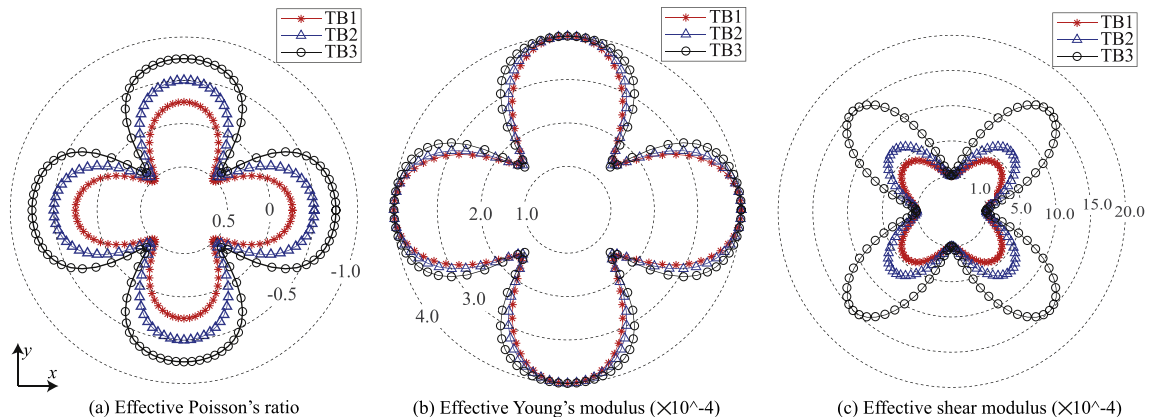 TB1
TB2
TB3
0.5
0
-0.5
-1.0
y
x
(a) Effective Poisson's ratio
TB1
TB2
TB3
2.0
1.0
3.0
4.0
(b) Effective Young's modulus (×10^-4)
TB1
TB2
TB3
1.0
5.0
10.0
15.0
20.0
(c) Effective shear modulus (×10^-4)